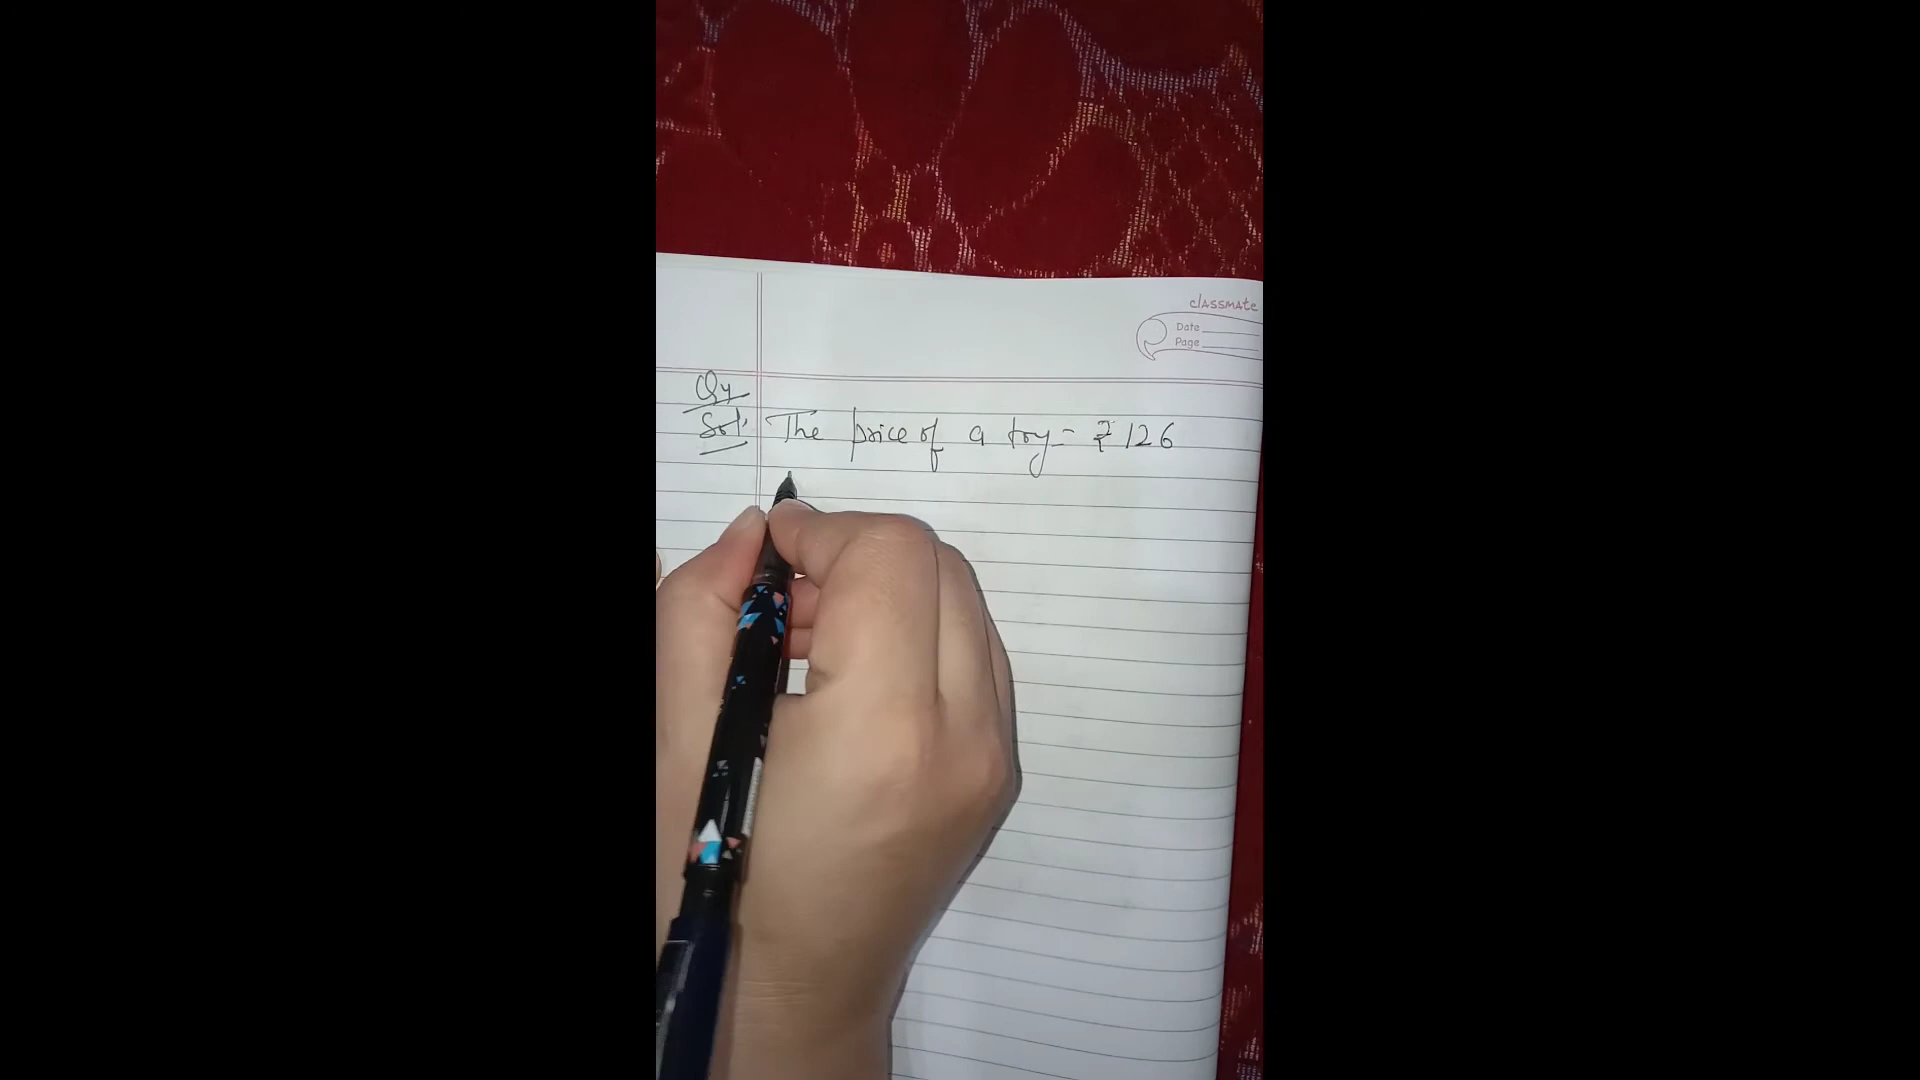 classmate
Date
Page
Q4
Sol: The price of a toy = ₹ 126